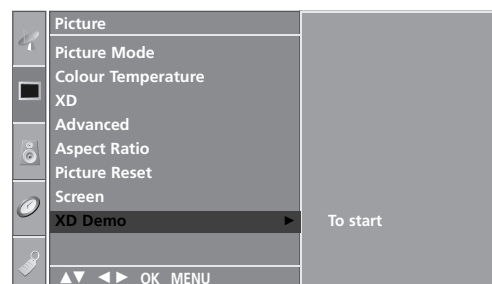 Picture
Picture Mode
Colour Temperature
XD
Advanced
Aspect Ratio
Picture Reset
Screen
XD Demo ► To start
▲▼ ◄► OK MENU